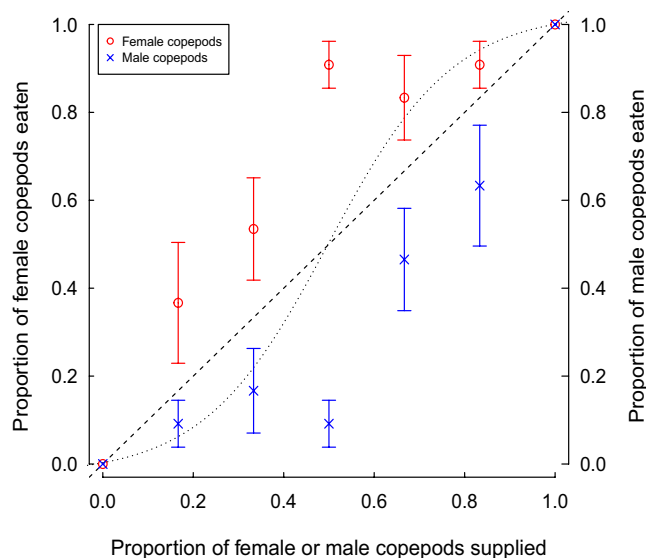 Female copepods
Male copepods
Proportion of female copepods eaten
1.0
0.8
0.6
0.4
0.2
0.0
0.0 0.2 0.4 0.6 0.8 1.0
Proportion of female or male copepods supplied
1.0
0.8
0.6
0.4
0.2
0.0
Proportion of male copepods eaten